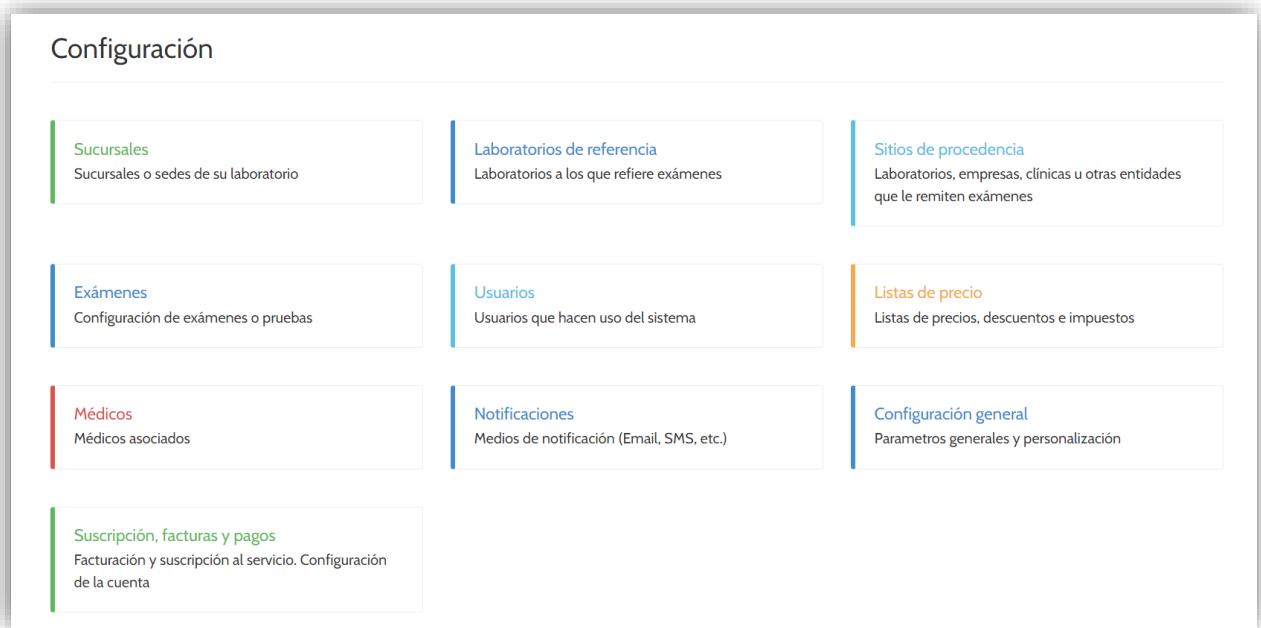 Configuración
Sucursales
Sucursales o sedes de su laboratorio
Laboratorios de referencia
Laboratorios a los que refiere exámenes
Sitios de procedencia
Laboratorios, empresas, clínicas u otras entidades
que le remiten exámenes
Exámenes
Configuración de exámenes o pruebas
Usuarios
Usuarios que hacen uso del sistema
Listas de precio
Listas de precios, descuentos e impuestos
Médicos
Médicos asociados
Notificaciones
Medios de notificación (Email, SMS, etc.)
Configuración general
Parametros generales y personalización
Suscripción, facturas y pagos
Facturación y suscripción al servicio. Configuración
de la cuenta